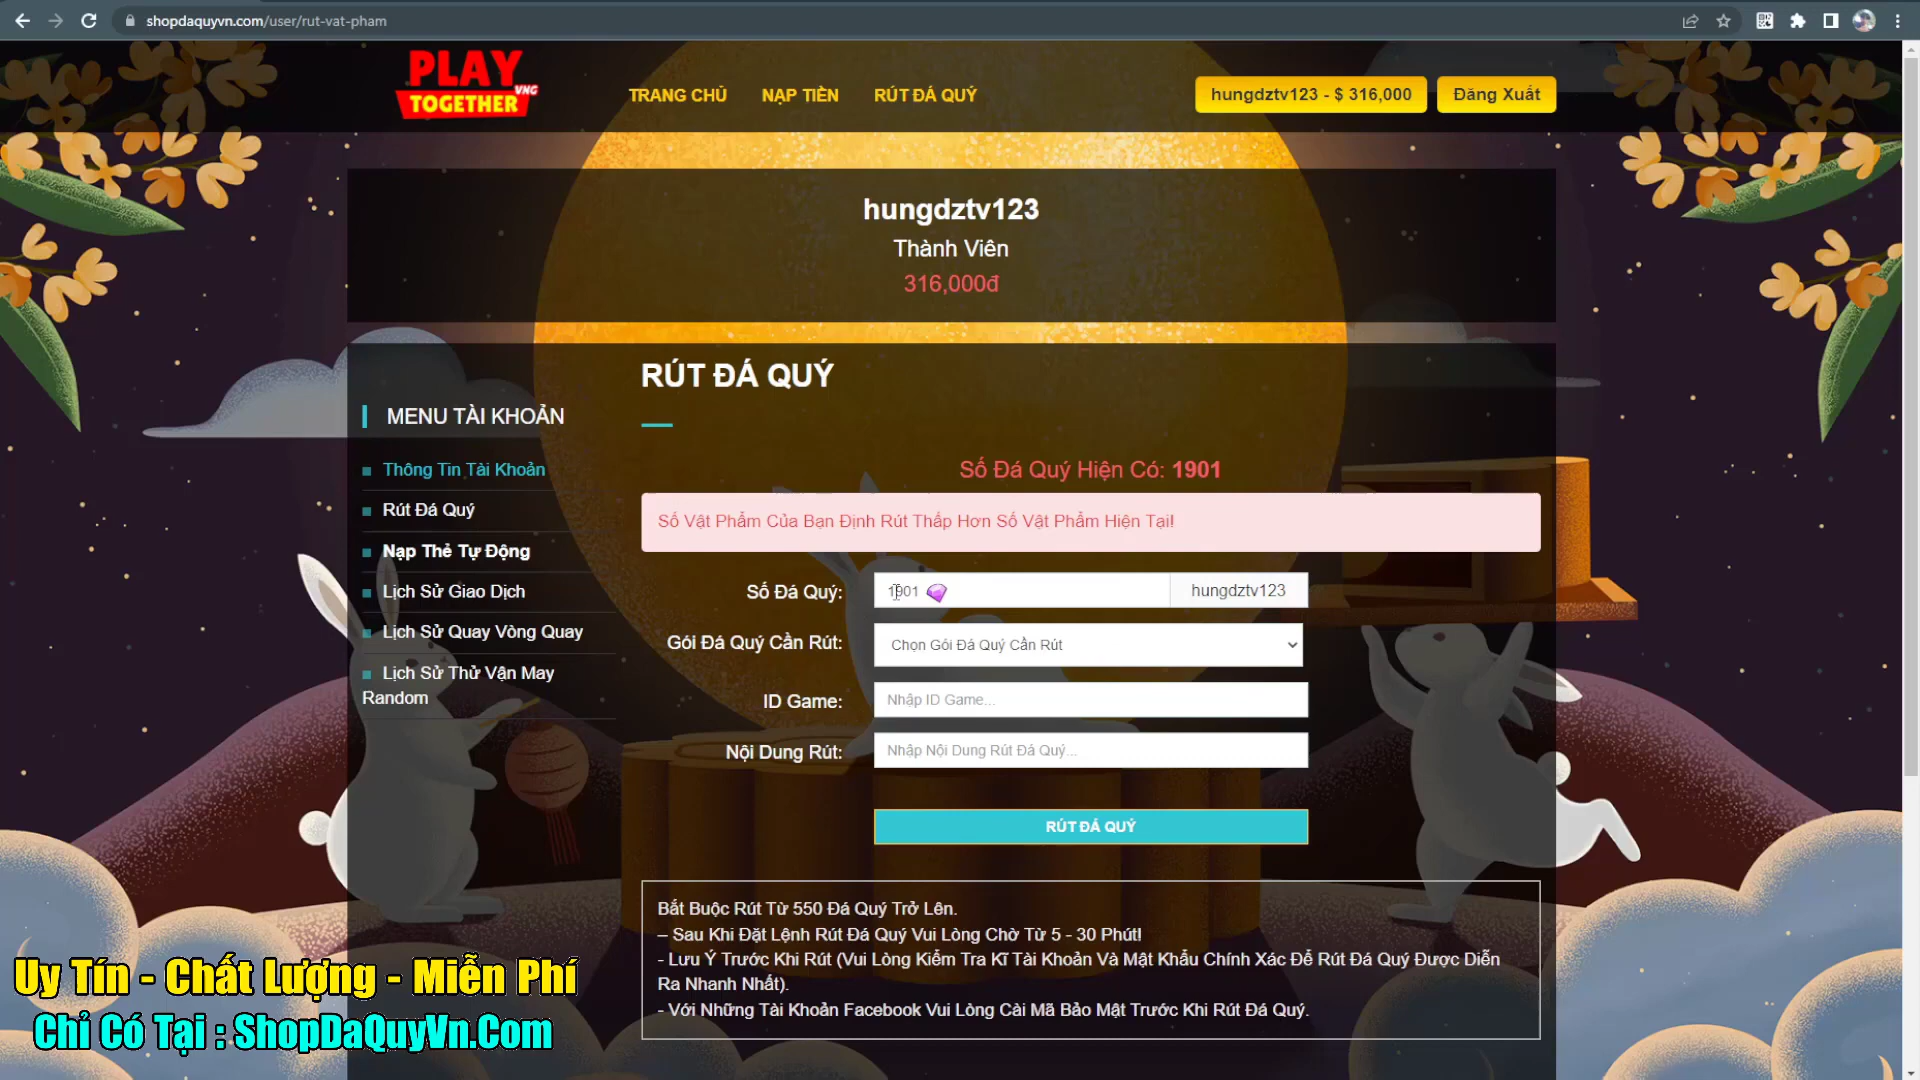 shopdaquyvn.com/user/rut-vat-pham
PLAY
TOGETHER
VNG
TRANG CHỦ
NẠP TIỀN
RÚT ĐÁ QUÝ
hungdztv123 - $ 316,000
Đăng Xuất
hungdztv123
Thành Viên
316,000đ
MENU TÀI KHOẢN
Thông Tin Tài Khoản
Rút Đá Quý
Nạp Thẻ Tự Động
Lịch Sử Giao Dịch
Lịch Sử Quay Vòng Quay
Lịch Sử Thử Vận May
Random
RÚT ĐÁ QUÝ
Số Đá Quý Hiện Có: 1901
Số Vật Phẩm Của Bạn Định Rút Thấp Hơn Số Vật Phẩm Hiện Tại!
Số Đá Quý:
1901
hungdztv123
Gói Đá Quý Cần Rút:
Chọn Gói Đá Quý Cần Rút
ID Game:
Nhập ID Game...
Nội Dung Rút:
Nhập Nội Dung Rút Đá Quý...
RÚT ĐÁ QUÝ
Bắt Buộc Rút Từ 550 Đá Quý Trở Lên.
– Sau Khi Đặt Lệnh Rút Đá Quý Vui Lòng Chờ Từ 5 - 30 Phút!
- Lưu Ý Trước Khi Rút (Vui Lòng Kiểm Tra Kĩ Tài Khoản Và Mật Khẩu Chính Xác Để Rút Đá Quý Được Diễn
Ra Nhanh Nhất).
- Với Những Tài Khoản Facebook Vui Lòng Cài Mã Bảo Mật Trước Khi Rút Đá Quý.
Uy Tín - Chất Lượng - Miễn Phí
Chỉ Có Tại : ShopDaQuyVn.Com